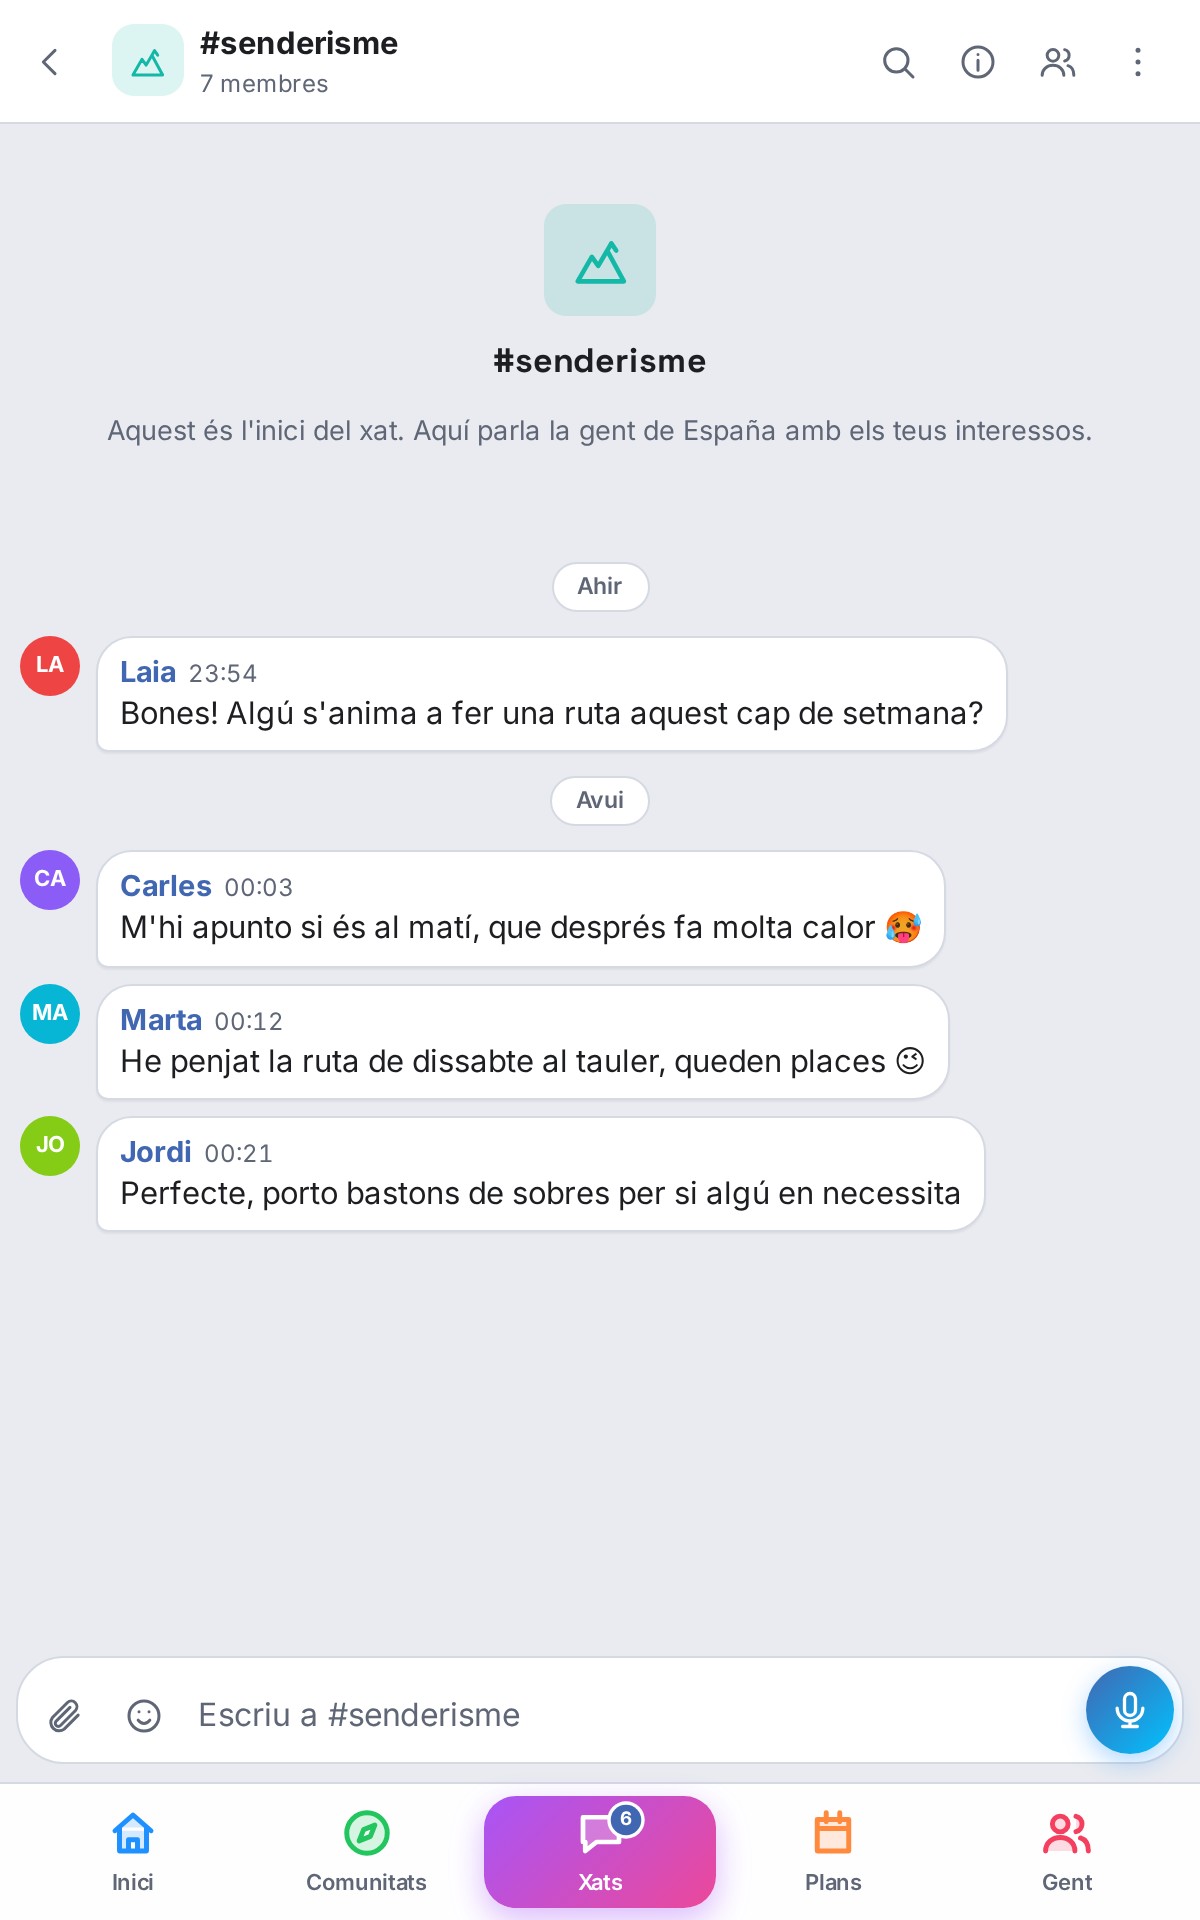 #senderisme
7 membres
#senderisme
Aquest és l'inici del xat. Aquí parla la gent de España amb els teus interessos.
Ahir
LA
Laia 23:54
Bones! Algú s'anima a fer una ruta aquest cap de setmana?
Avui
CA
Carles 00:03
M'hi apunto si és al matí, que després fa molta calor 🥵
MA
Marta 00:12
He penjat la ruta de dissabte al tauler, queden places 😉
JO
Jordi 00:21
Perfecte, porto bastons de sobres per si algú en necessita
Escriu a #senderisme
6
Inici
Comunitats
Xats
Plans
Gent